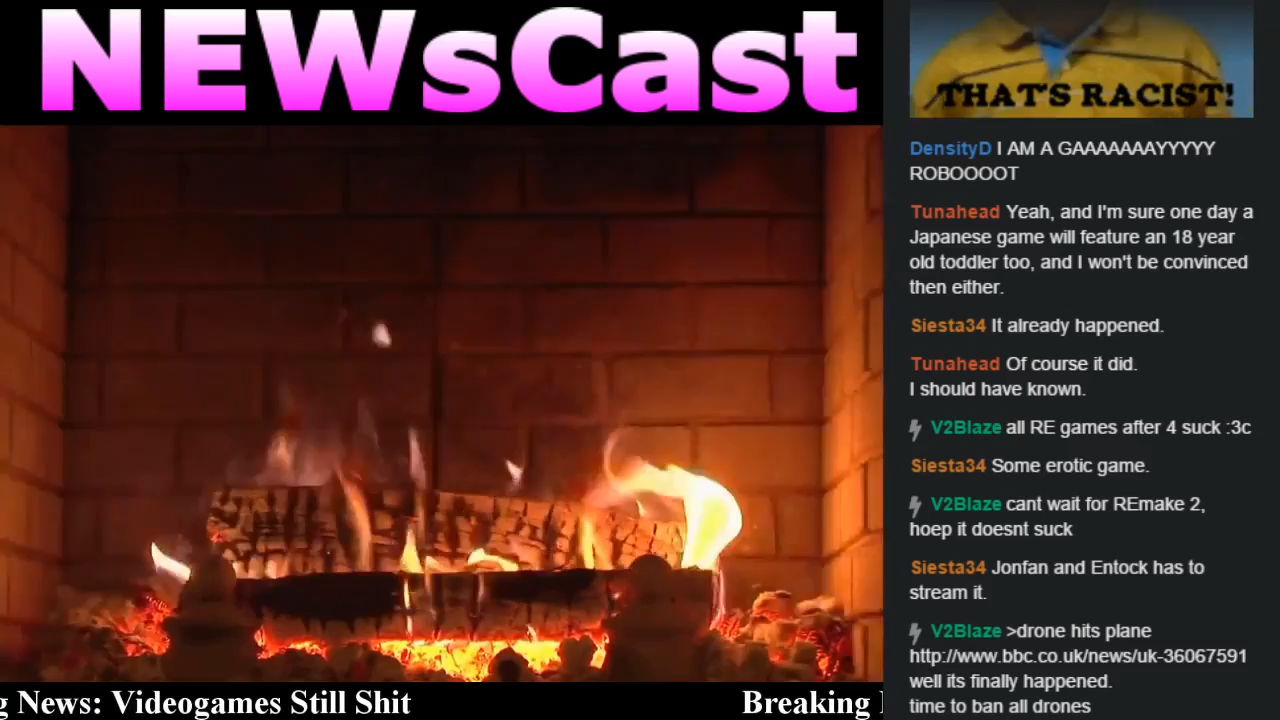 NEWsCast
THAT'S RACIST!
DensityD I AM A GAAAAAAAYYYYY
ROBOOOOT
Tunahead Yeah, and I'm sure one day a
Japanese game will feature an 18 year
old toddler too, and I won't be convinced
then either.
Siesta34 It already happened.
Tunahead Of course it did.
I should have known.
V2Blaze all RE games after 4 suck :3c
Siesta34 Some erotic game.
V2Blaze cant wait for REmake 2,
hoep it doesnt suck
Siesta34 Jonfan and Entock has to
stream it.
V2Blaze >drone hits plane
http://www.bbc.co.uk/news/uk-36067591
well its finally happened.
time to ban all drones
g News: Videogames Still Shit Breaking